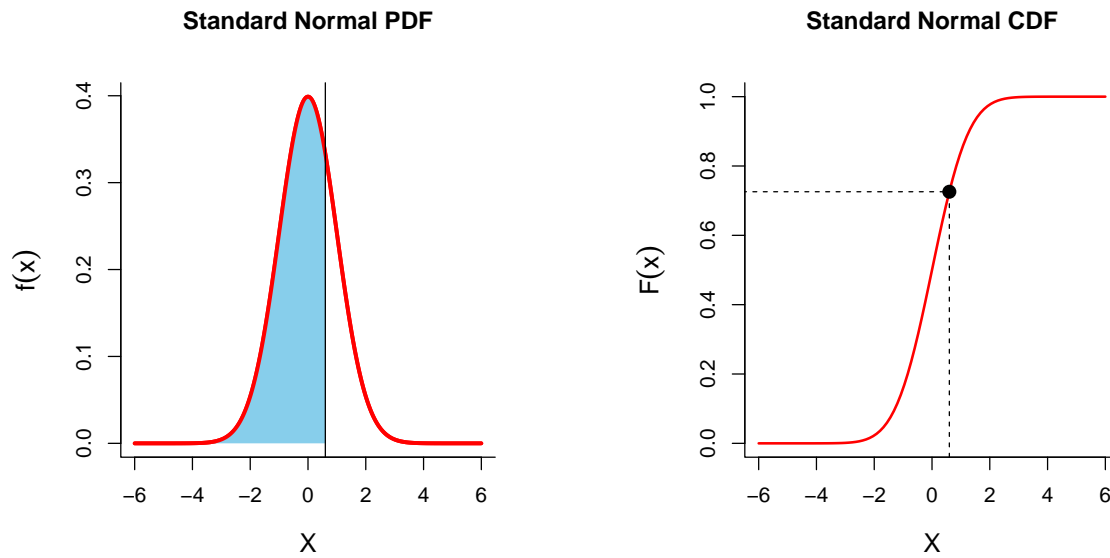 Standard Normal PDF
f(x)
0.4
0.3
0.2
0.1
0.0
−6 −4 −2 0 2 4 6
X
Standard Normal CDF
F(x)
1.0
0.8
0.6
0.4
0.2
0.0
−6 −4 −2 0 2 4 6
X